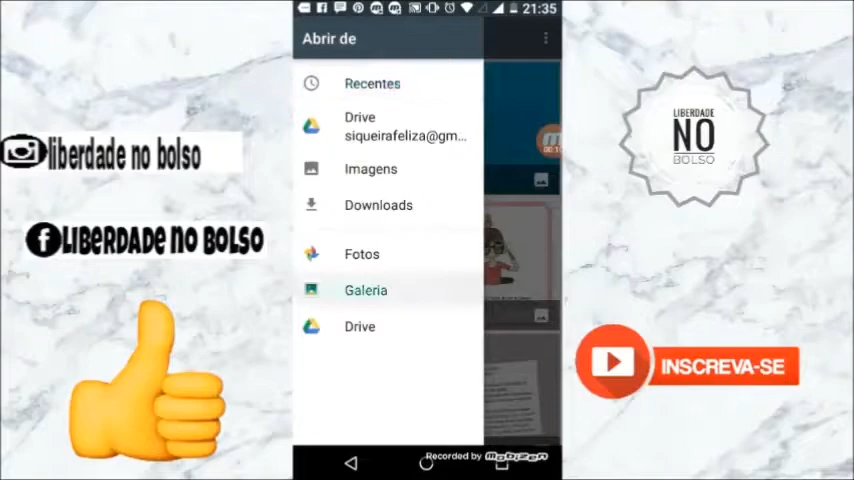 21:35
Abrir de
Recentes
Drive
siqueirafeliza@gm...
Imagens
Downloads
Fotos
Galeria
Drive
Recorded by mobizen
liberdade no bolso
LIBERDADE NO BOLSO
LIBERDADE
NO
BOLSO
INSCREVA-SE